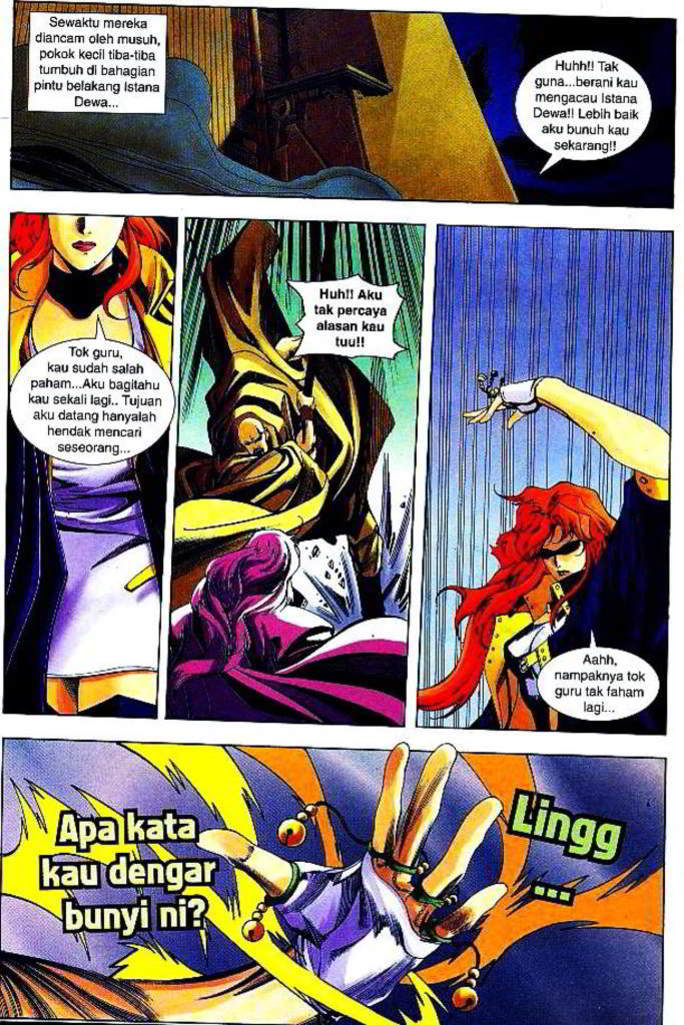 Sewaktu mereka
diancam oleh musuh,
pokok kecil tiba-tiba
tumbuh di bahagian
pintu belakang Istana
Dewa...
Huhh!! Tak
guna...berani kau
mengacau Istana
Dewa!! Lebih baik
aku bunuh kau
sekarang!!
Tok guru,
kau sudah salah
paham...Aku bagitahu
kau sekali lagi.. Tujuan
aku datang hanyalah
hendak mencari
seseorang...
Huh!! Aku
tak percaya
alasan kau
tuu!!
Aahh,
nampaknya tok
guru tak faham
lagi...
Apa kata
kau dengar
bunyi ni?
Lingg
...